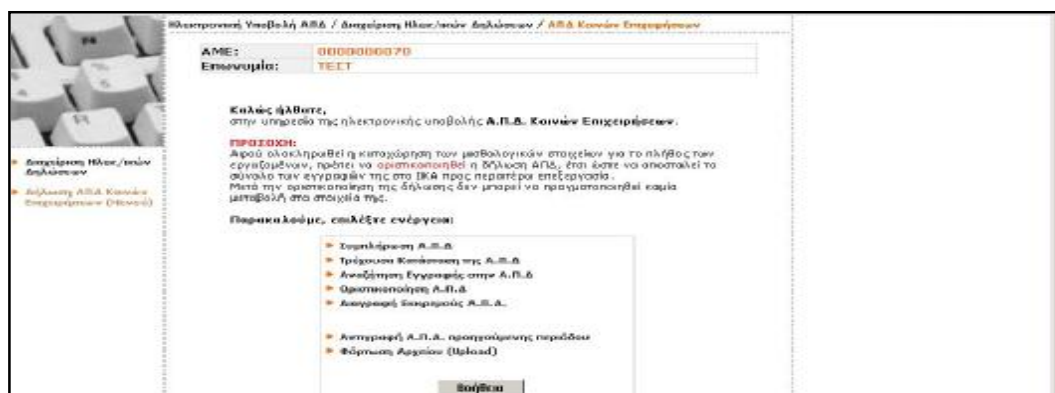 Ηλεκτρονική Υποβολή ΑΠΔ / Διαχείριση Ηλεκ/κών Δηλώσεων / ΑΠΔ Κοινών Επιχειρήσεων
ΑΜΕ: 0000000070
Επωνυμία: ΤΕΣΤ
Καλώς ήλθατε,
στην υπηρεσία της ηλεκτρονικής υποβολής Α.Π.Δ. Κοινών Επιχειρήσεων.
ΠΡΟΣΟΧΗ:
Αφού ολοκληρωθεί η καταχώρηση των μισθολογικών στοιχείων για το πλήθος των
εργαζομένων, πρέπει να οριστικοποιηθεί η δήλωση ΑΠΔ, έτσι ώστε να αποσταλεί το
σύνολο των εγγραφών της στο ΙΚΑ προς περαιτέρω επεξεργασία.
Μετά την οριστικοποίηση της δήλωσης δεν μπορεί να πραγματοποιηθεί καμία
μεταβολή στα στοιχεία της.
Παρακαλούμε, επιλέξτε ενέργεια:
Διαχείριση Ηλεκ/κών
Δηλώσεων
Δήλωση ΑΠΔ Κοινών
Επιχειρήσεων (Μενού)
Συμπλήρωση Α.Π.Δ
Τρέχουσα Κατάσταση της Α.Π.Δ
Αναζήτηση Εγγραφής στην Α.Π.Δ
Οριστικοποίηση Α.Π.Δ
Διαγραφή Εκκρεμούς Α.Π.Δ.
Αντιγραφή Α.Π.Δ. προηγούμενης περιόδου
Φόρτωση Αρχείου (Upload)
Βοήθεια